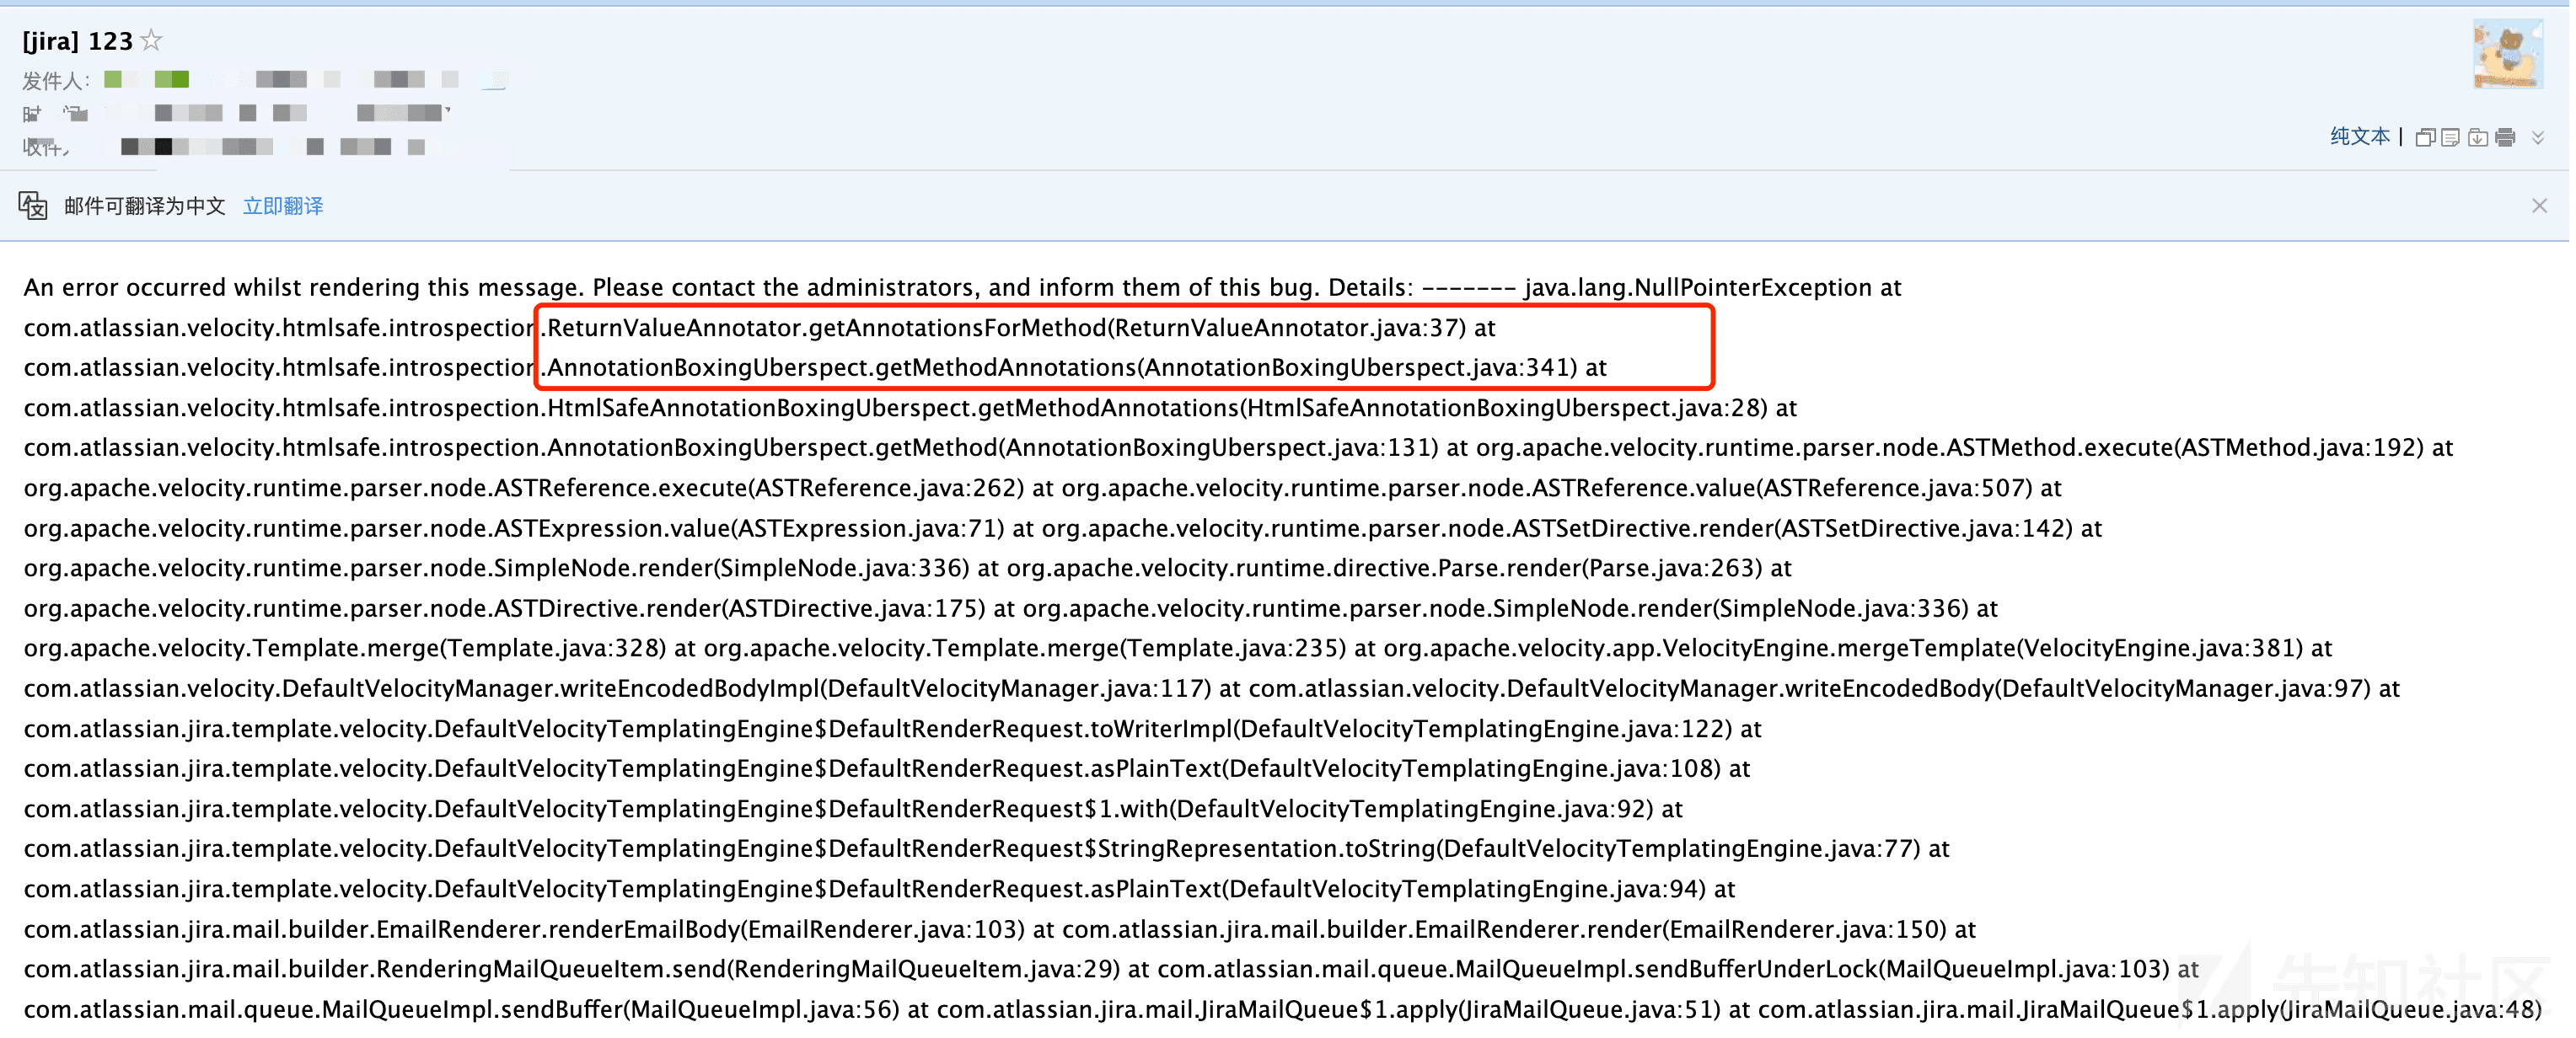 [jira] 123
发件人:
时 间
收件
纯文本 |
邮件可翻译为中文 立即翻译
An error occurred whilst rendering this message. Please contact the administrators, and inform them of this bug. Details: ------- java.lang.NullPointerException at
com.atlassian.velocity.htmlsafe.introspection.ReturnValueAnnotator.getAnnotationsForMethod(ReturnValueAnnotator.java:37) at
com.atlassian.velocity.htmlsafe.introspection.AnnotationBoxingUberspect.getMethodAnnotations(AnnotationBoxingUberspect.java:341) at
com.atlassian.velocity.htmlsafe.introspection.HtmlSafeAnnotationBoxingUberspect.getMethodAnnotations(HtmlSafeAnnotationBoxingUberspect.java:28) at
com.atlassian.velocity.htmlsafe.introspection.AnnotationBoxingUberspect.getMethod(AnnotationBoxingUberspect.java:131) at org.apache.velocity.runtime.parser.node.ASTMethod.execute(ASTMethod.java:192) at
org.apache.velocity.runtime.parser.node.ASTReference.execute(ASTReference.java:262) at org.apache.velocity.runtime.parser.node.ASTReference.value(ASTReference.java:507) at
org.apache.velocity.runtime.parser.node.ASTExpression.value(ASTExpression.java:71) at org.apache.velocity.runtime.parser.node.ASTSetDirective.render(ASTSetDirective.java:142) at
org.apache.velocity.runtime.parser.node.SimpleNode.render(SimpleNode.java:336) at org.apache.velocity.runtime.directive.Parse.render(Parse.java:263) at
org.apache.velocity.runtime.parser.node.ASTDirective.render(ASTDirective.java:175) at org.apache.velocity.runtime.parser.node.SimpleNode.render(SimpleNode.java:336) at
org.apache.velocity.Template.merge(Template.java:328) at org.apache.velocity.Template.merge(Template.java:235) at org.apache.velocity.app.VelocityEngine.mergeTemplate(VelocityEngine.java:381) at
com.atlassian.velocity.DefaultVelocityManager.writeEncodedBodyImpl(DefaultVelocityManager.java:117) at com.atlassian.velocity.DefaultVelocityManager.writeEncodedBody(DefaultVelocityManager.java:97) at
com.atlassian.jira.template.velocity.DefaultVelocityTemplatingEngine$DefaultRenderRequest.toWriterImpl(DefaultVelocityTemplatingEngine.java:122) at
com.atlassian.jira.template.velocity.DefaultVelocityTemplatingEngine$DefaultRenderRequest.asPlainText(DefaultVelocityTemplatingEngine.java:108) at
com.atlassian.jira.template.velocity.DefaultVelocityTemplatingEngine$DefaultRenderRequest$1.with(DefaultVelocityTemplatingEngine.java:92) at
com.atlassian.jira.template.velocity.DefaultVelocityTemplatingEngine$DefaultRenderRequest$StringRepresentation.toString(DefaultVelocityTemplatingEngine.java:77) at
com.atlassian.jira.template.velocity.DefaultVelocityTemplatingEngine$DefaultRenderRequest.asPlainText(DefaultVelocityTemplatingEngine.java:94) at
com.atlassian.jira.mail.builder.EmailRenderer.renderEmailBody(EmailRenderer.java:103) at com.atlassian.jira.mail.builder.EmailRenderer.render(EmailRenderer.java:150) at
com.atlassian.jira.mail.builder.RenderingMailQueueItem.send(RenderingMailQueueItem.java:29) at com.atlassian.mail.queue.MailQueueImpl.sendBufferUnderLock(MailQueueImpl.java:103) at
com.atlassian.mail.queue.MailQueueImpl.sendBuffer(MailQueueImpl.java:56) at com.atlassian.jira.mail.JiraMailQueue$1.apply(JiraMailQueue.java:51) at com.atlassian.jira.mail.JiraMailQueue$1.apply(JiraMailQueue.java:48)
先知社区